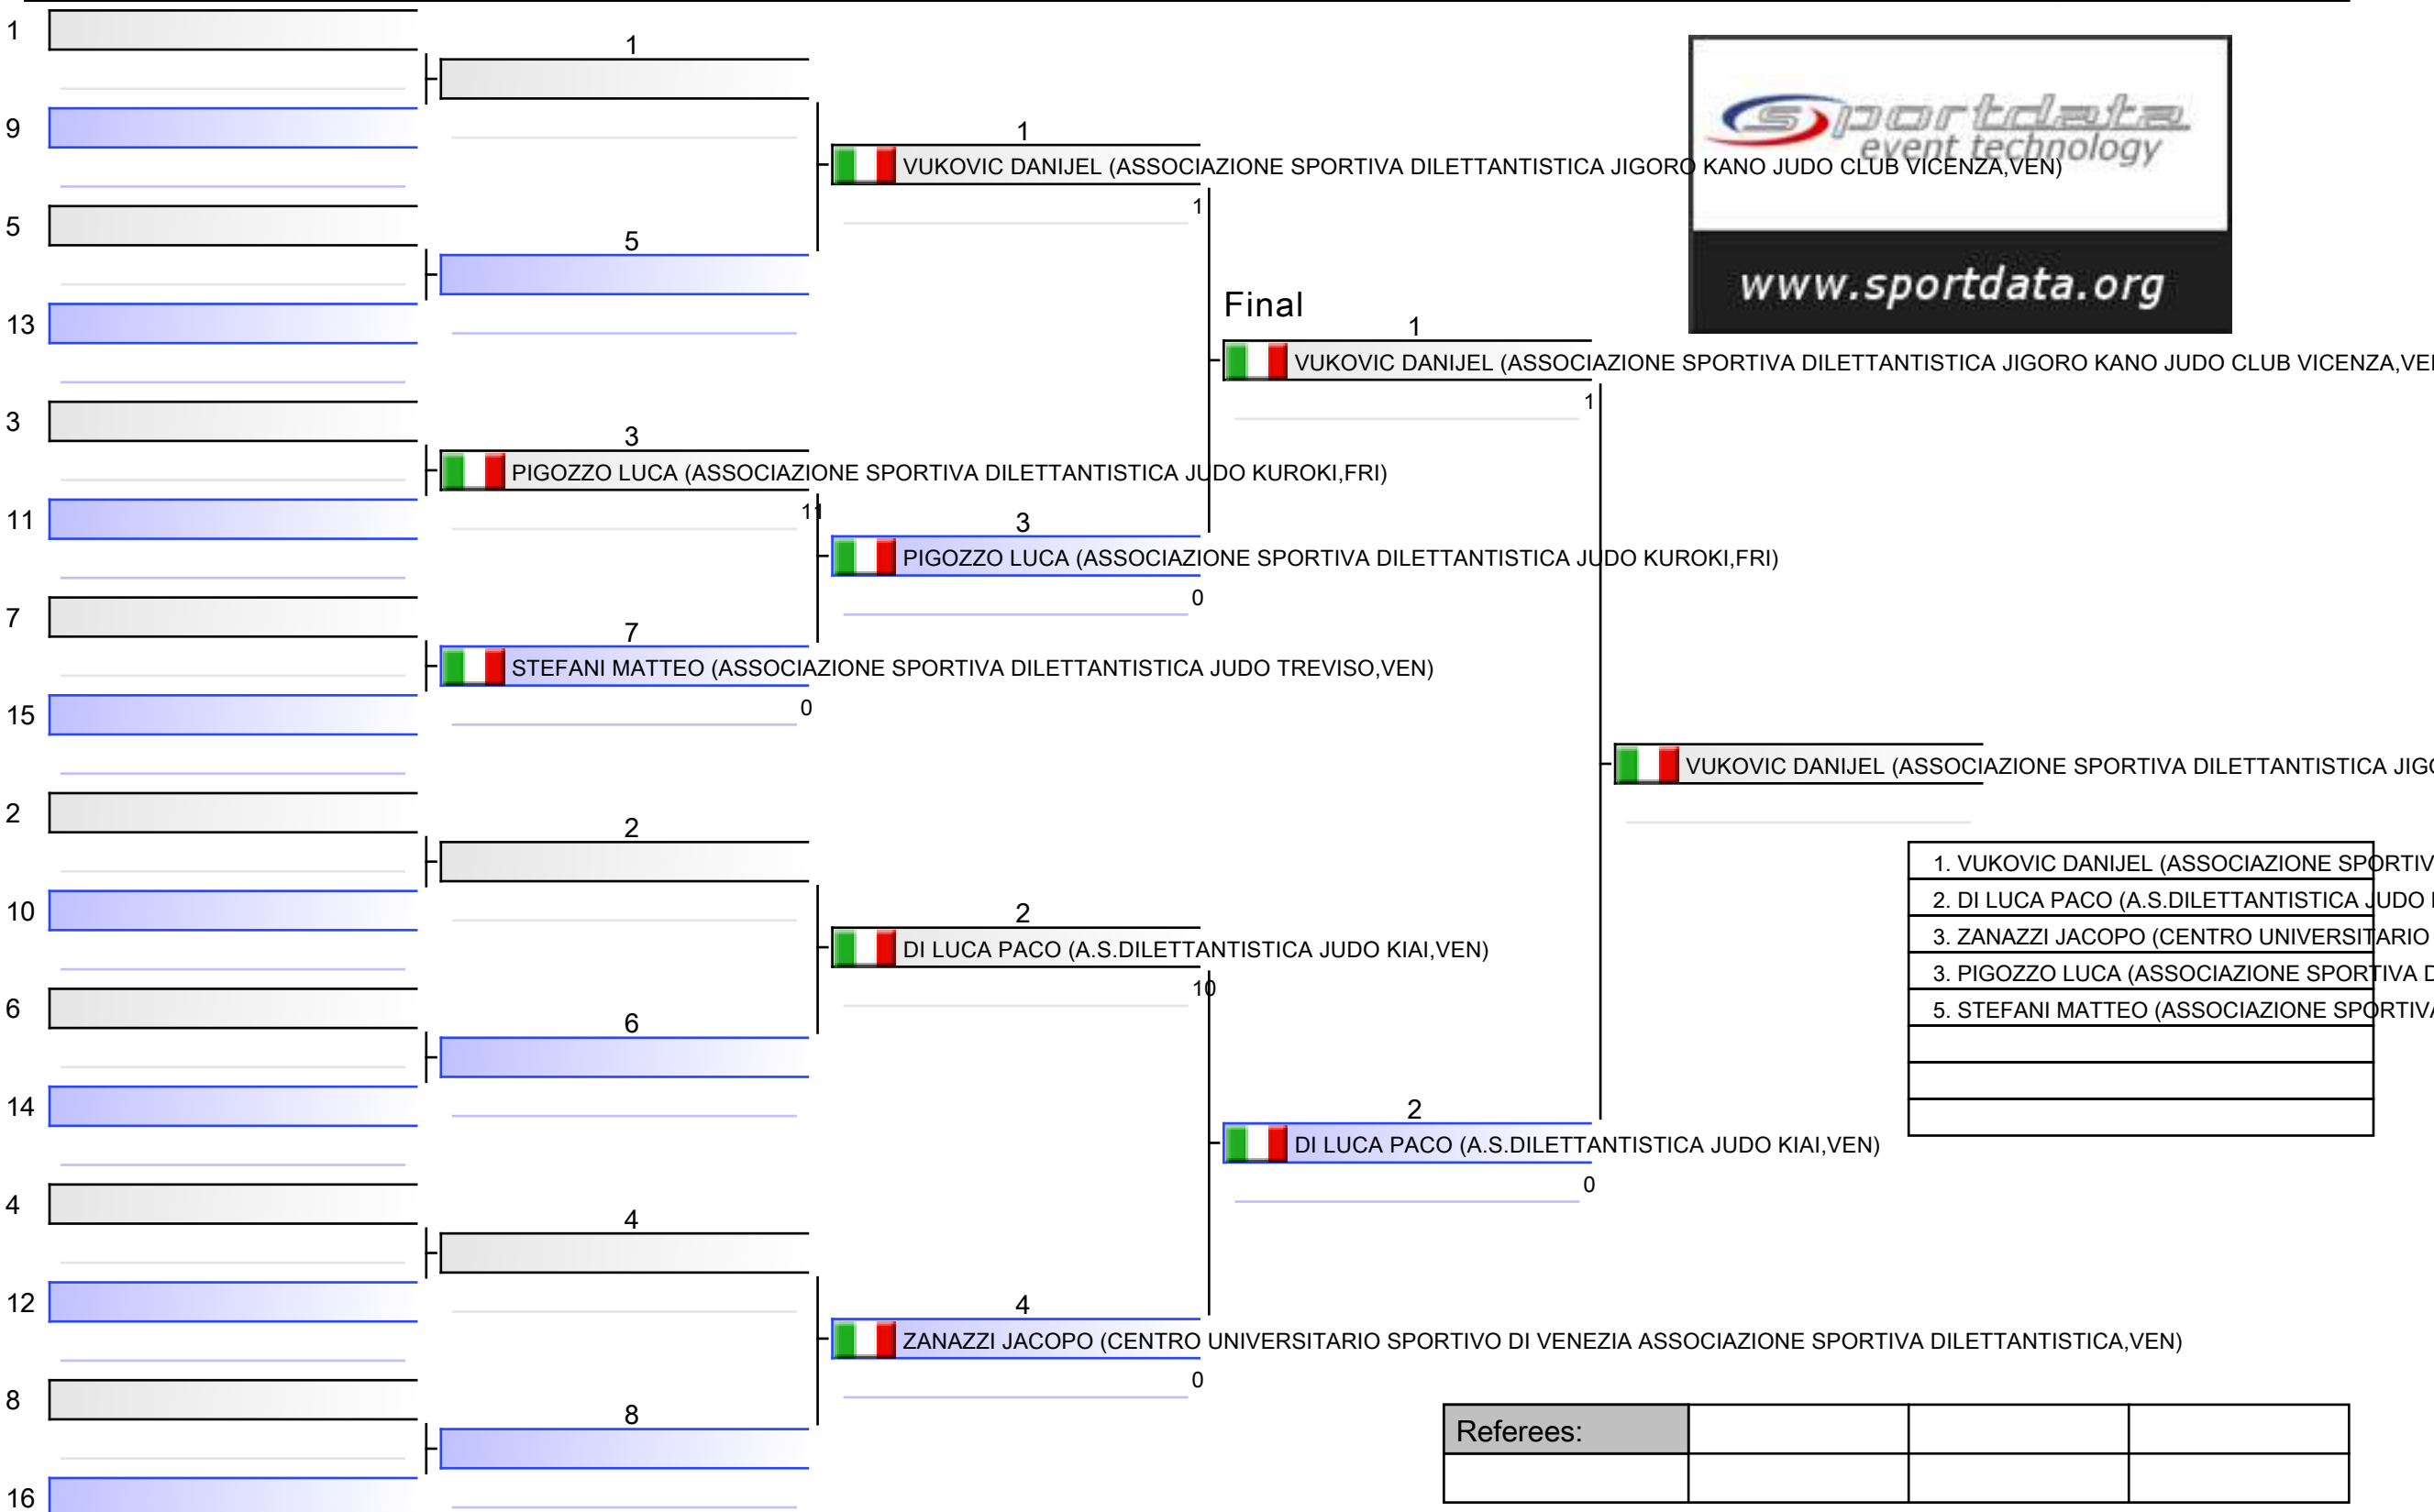 1
1
9
1
VUKOVIC DANIJEL (ASSOCIAZIONE SPORTIVA DILETTANTISTICA JIGORO KANO JUDO CLUB VICENZA,VEN)
sportdata
event technology
www.sportdata.org
1
5
5
13
Final
1
VUKOVIC DANIJEL (ASSOCIAZIONE SPORTIVA DILETTANTISTICA JIGORO KANO JUDO CLUB VICENZA,VE
1
3
3
PIGOZZO LUCA (ASSOCIAZIONE SPORTIVA DILETTANTISTICA JUDO KUROKI,FRI)
11
11
3
PIGOZZO LUCA (ASSOCIAZIONE SPORTIVA DILETTANTISTICA JUDO KUROKI,FRI)
0
7
7
STEFANI MATTEO (ASSOCIAZIONE SPORTIVA DILETTANTISTICA JUDO TREVISO,VEN)
0
15
VUKOVIC DANIJEL (ASSOCIAZIONE SPORTIVA DILETTANTISTICA JIG
2
2
1. VUKOVIC DANIJEL (ASSOCIAZIONE SPORTIV
2. DI LUCA PACO (A.S.DILETTANTISTICA JUDO
3. ZANAZZI JACOPO (CENTRO UNIVERSITARIO
3. PIGOZZO LUCA (ASSOCIAZIONE SPORTIVA D
5. STEFANI MATTEO (ASSOCIAZIONE SPORTIVA
10
2
DI LUCA PACO (A.S.DILETTANTISTICA JUDO KIAI,VEN)
10
6
6
14
2
DI LUCA PACO (A.S.DILETTANTISTICA JUDO KIAI,VEN)
0
4
4
12
4
ZANAZZI JACOPO (CENTRO UNIVERSITARIO SPORTIVO DI VENEZIA ASSOCIAZIONE SPORTIVA DILETTANTISTICA,VEN)
0
8
8
Referees:
16